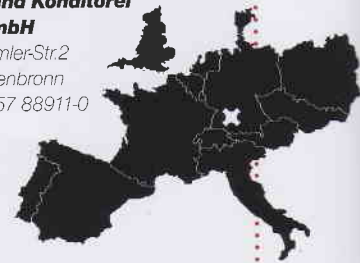 und Konditorei
mbH
mler-Str.2
enbronn
57 88911-0